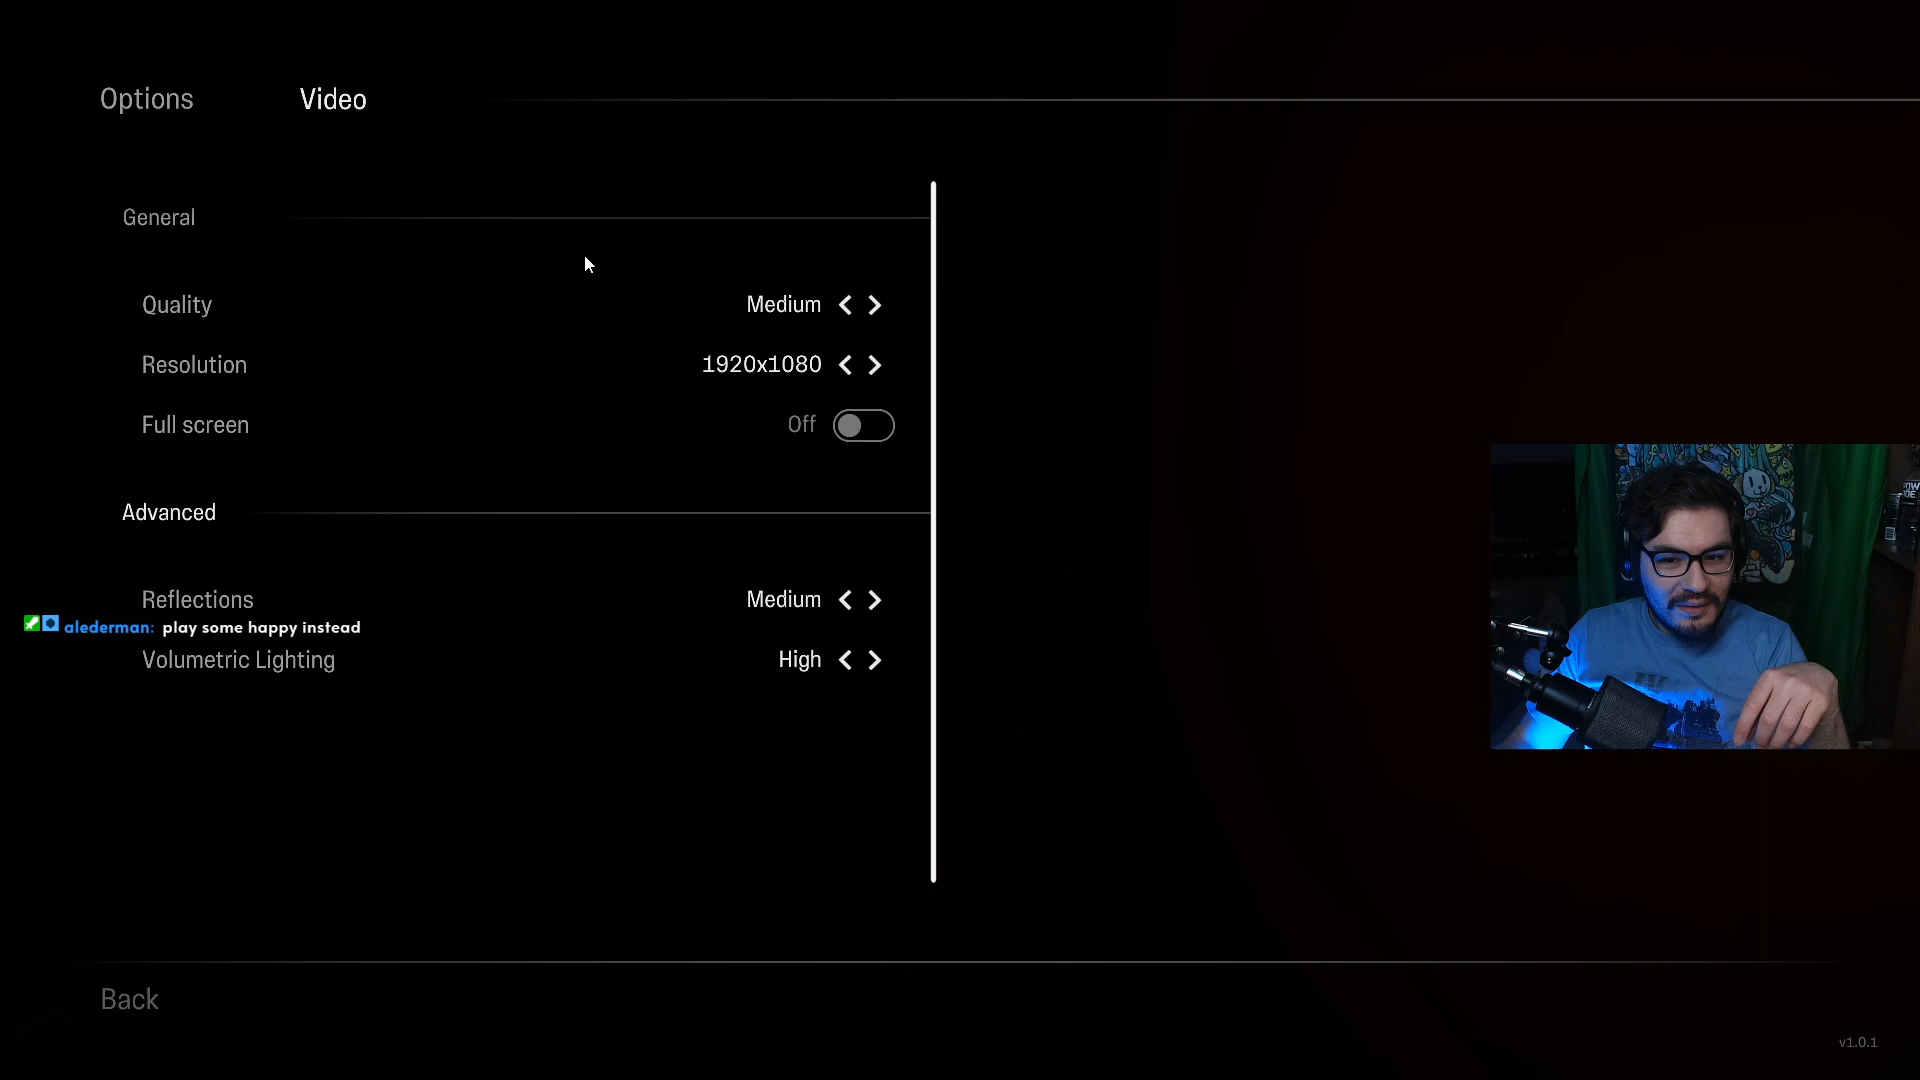 Options Video
General
Quality Medium
Resolution 1920x1080
Full screen Off
Advanced
Reflections Medium
alederman: play some happy instead
Volumetric Lighting High
Back
v1.0.1